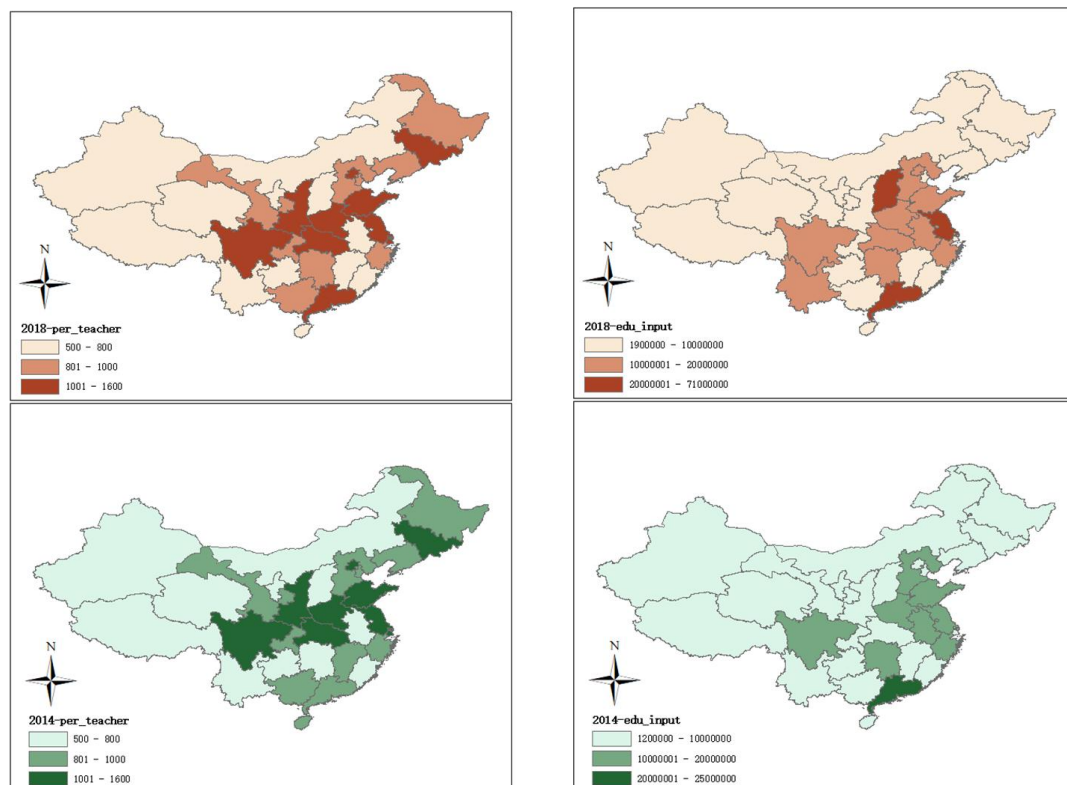 N
2018-per_teacher
500 - 800
801 - 1000
1001 - 1600
N
2018-edu_input
1900000 - 10000000
10000001 - 20000000
20000001 - 71000000
N
2014-per_teacher
500 - 800
801 - 1000
1001 - 1600
N
2014-edu_input
1200000 - 10000000
10000001 - 20000000
20000001 - 25000000